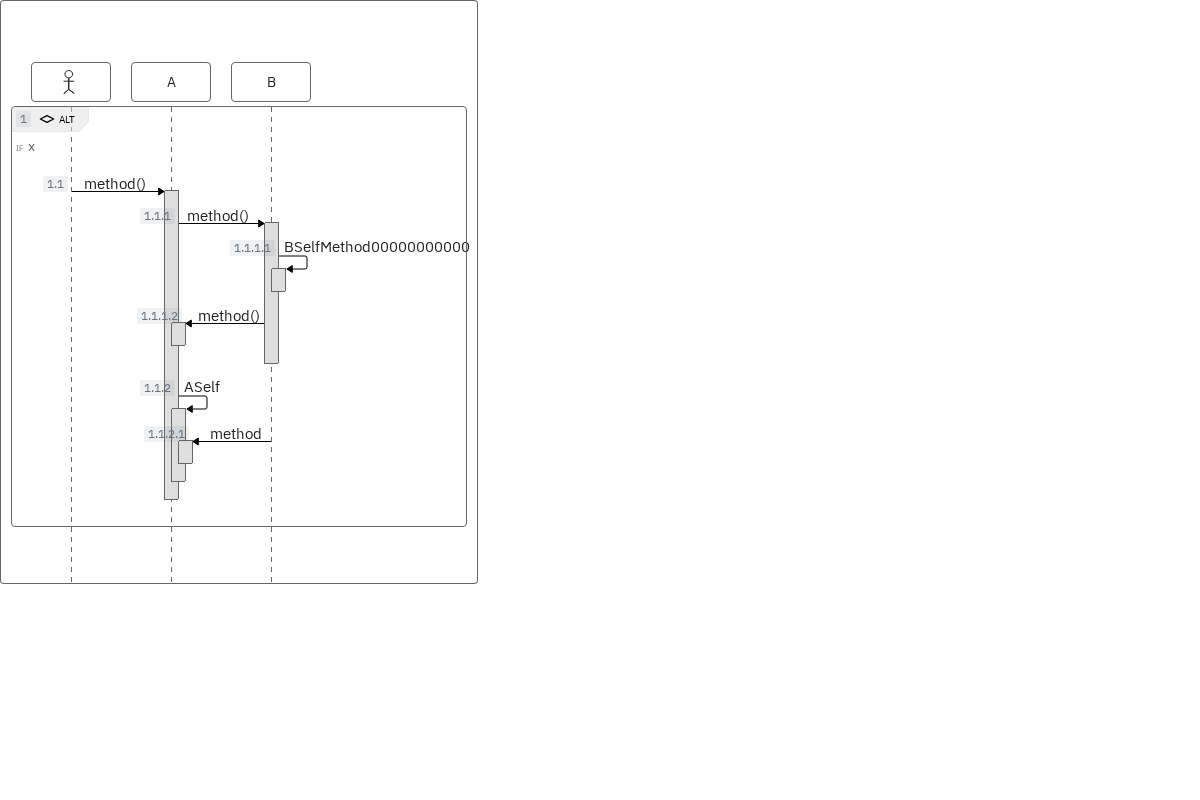 A
B
1 ALT
IF x
1.1 method()
1.1.1 method()
1.1.1.1 BSelfMethod00000000000
1.1.1.2 method()
1.1.2 ASelf
1.1.2.1 method